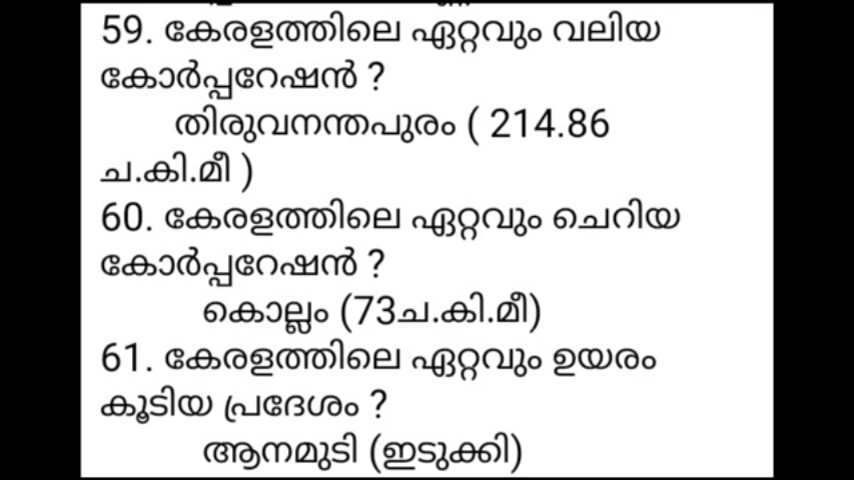 59. കേരളത്തിലെ ഏറ്റവും വലിയ
കോർപ്പറേഷൻ ?
തിരുവനന്തപുരം ( 214.86
ച.കി.മീ )
60. കേരളത്തിലെ ഏറ്റവും ചെറിയ
കോർപ്പറേഷൻ ?
കൊല്ലം (73ച.കി.മീ)
61. കേരളത്തിലെ ഏറ്റവും ഉയരം
കൂടിയ പ്രദേശം ?
ആനമുടി (ഇടുക്കി)